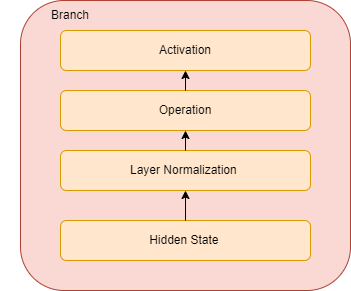 Branch
Activation
Operation
Layer Normalization
Hidden State